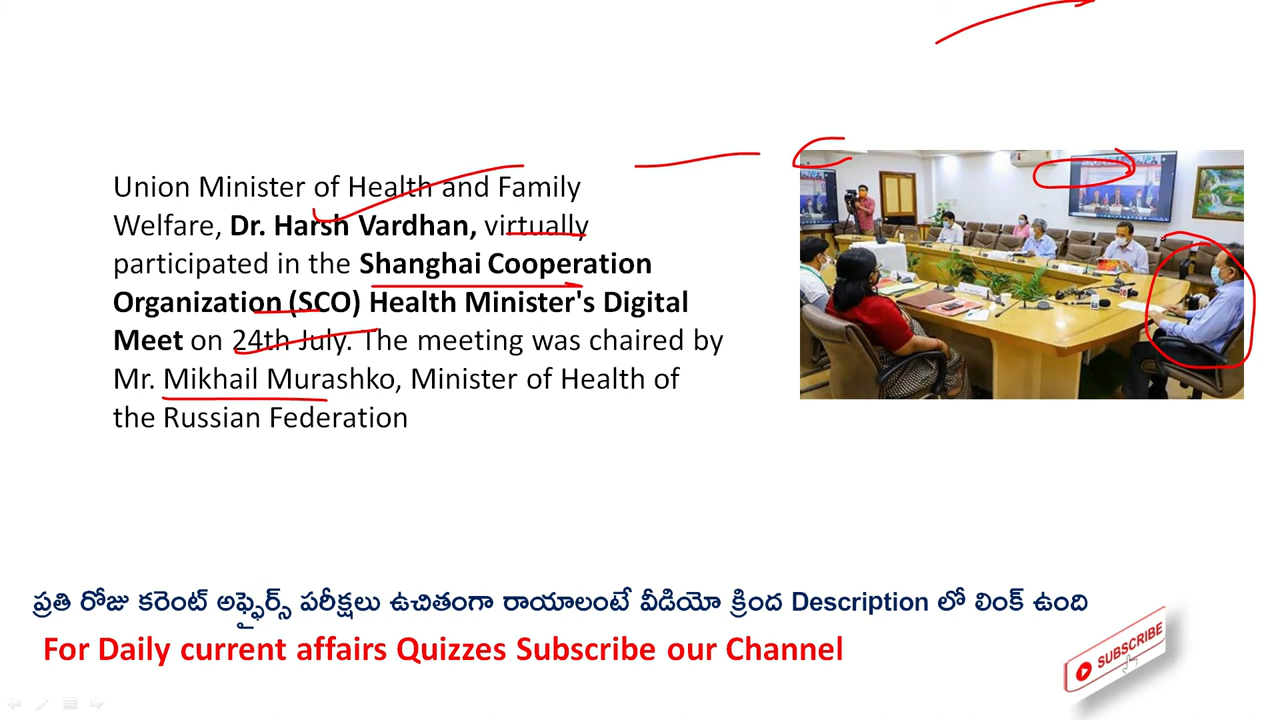 Union Minister of Health and Family
Welfare, Dr. Harsh Vardhan, virtually
participated in the Shanghai Cooperation
Organization (SCO) Health Minister's Digital
Meet on 24th July. The meeting was chaired by
Mr. Mikhail Murashko, Minister of Health of
the Russian Federation
ప్రతి రోజు కరెంట్ అఫ్ఫైర్స్ పరీక్షలు ఉచితంగా రాయాలంటే వీడియో క్రింద Description లో లింక్ ఉంది
For Daily current affairs Quizzes Subscribe our Channel
SUBSCRIBE